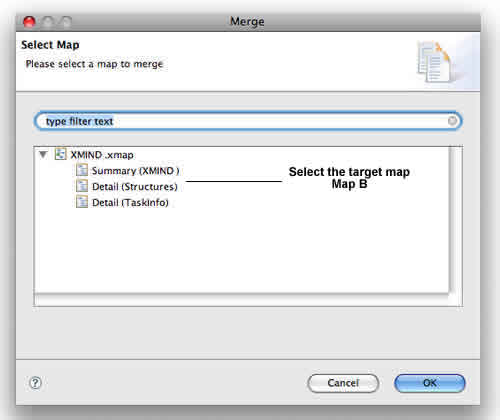 Merge
Select Map
Please select a map to merge
type filter text
XMIND .xmap
Summary (XMIND )
Detail (Structures)
Detail (TaskInfo)
Select the target map
Map B
?
Cancel
OK